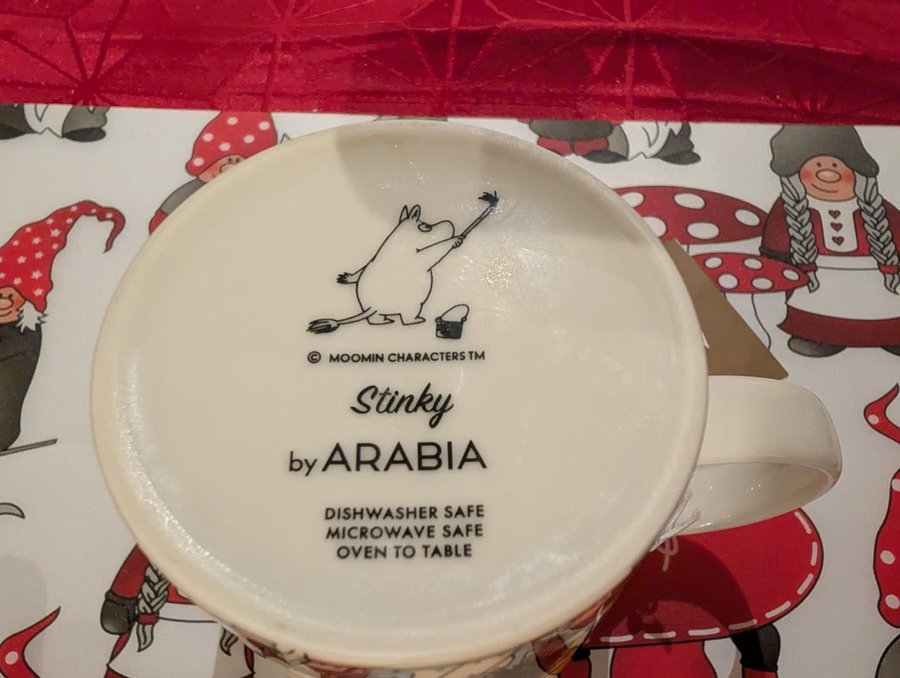 © MOOMIN CHARACTERS TM
Stinky
by ARABIA
DISHWASHER SAFE
MICROWAVE SAFE
OVEN TO TABLE